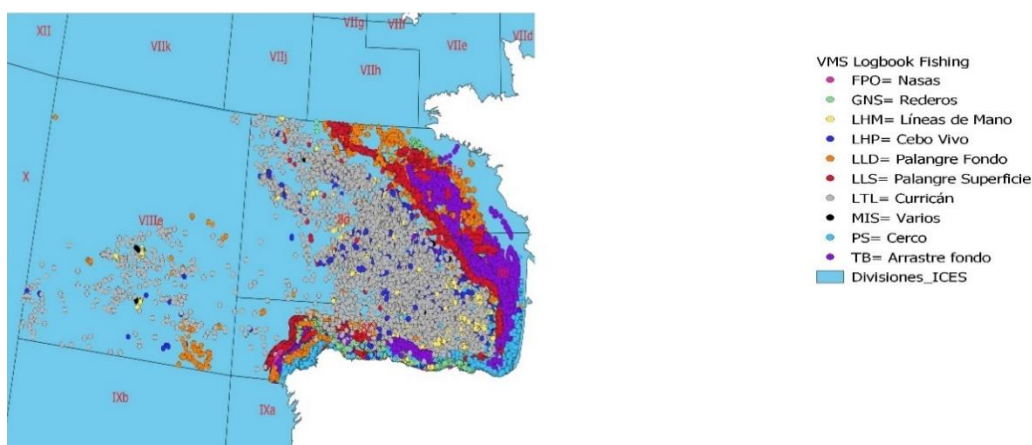 XII
VIIk
VIIj
VIIg
VIIf
VIIe
VIId
VIIh
X
VIIIe
IXb
IXa
VMS Logbook Fishing
FPO= Nasas
GNS= Rederos
LHM= Líneas de Mano
LHP= Cebo Vivo
LLD= Palangre Fondo
LLS= Palangre Superficie
LTL= Curricán
MIS= Varios
PS= Cerco
TB= Arrastre fondo
Divisiones_ICES